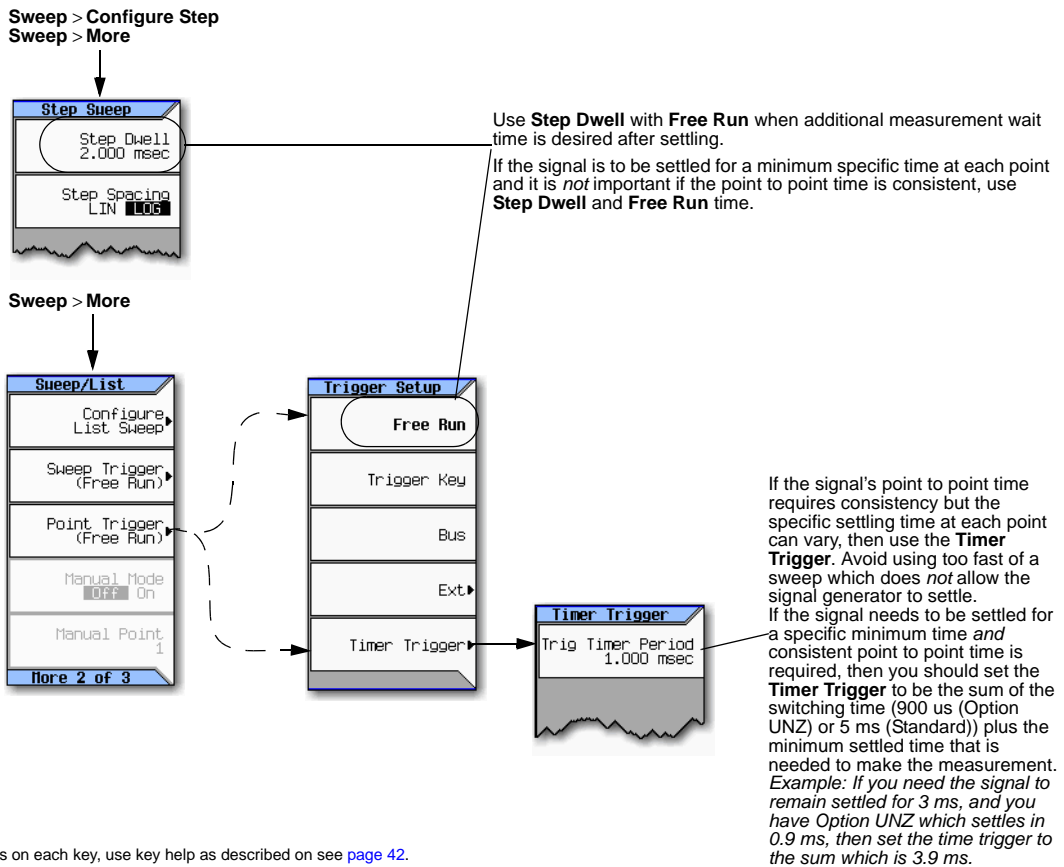 Sweep > Configure Step
Sweep > More
Step Sweep
Step Dwell
2.000 msec
Step Spacing
LIN LOG
Use Step Dwell with Free Run when additional measurement wait
time is desired after settling.
If the signal is to be settled for a minimum specific time at each point
and it is not important if the point to point time is consistent, use
Step Dwell and Free Run time.
Sweep > More
Sweep/List
Configure
List Sweep
Sweep Trigger
(Free Run)
Point Trigger
(Free Run)
Manual Mode
Off On
Manual Point
1
More 2 of 3
Trigger Setup
Free Run
Trigger Key
Bus
Ext
Timer Trigger
Timer Trigger
Trig Timer Period
1.000 msec
If the signal's point to point time
requires consistency but the
specific settling time at each point
can vary, then use the Timer
Trigger. Avoid using too fast of a
sweep which does not allow the
signal generator to settle.
If the signal needs to be settled for
a specific minimum time and
consistent point to point time is
required, then you should set the
Timer Trigger to be the sum of the
switching time (900 us (Option
UNZ) or 5 ms (Standard)) plus the
minimum settled time that is
needed to make the measurement.
Example: If you need the signal to
remain settled for 3 ms, and you
have Option UNZ which settles in
0.9 ms, then set the time trigger to
the sum which is 3.9 ms.
s on each key, use key help as described on see page 42.